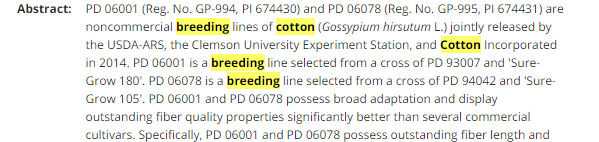 Abstract: PD 06001 (Reg. No. GP-994, PI 674430) and PD 06078 (Reg. No. GP-995, PI 674431) are
noncommercial breeding lines of cotton (Gossypium hirsutum L.) jointly released by
the USDA-ARS, the Clemson University Experiment Station, and Cotton Incorporated
in 2014. PD 06001 is a breeding line selected from a cross of PD 93007 and 'Sure-
Grow 180'. PD 06078 is a breeding line selected from a cross of PD 94042 and 'Sure-
Grow 105'. PD 06001 and PD 06078 possess broad adaptation and display
outstanding fiber quality properties significantly better than several commercial
cultivars. Specifically, PD 06001 and PD 06078 possess outstanding fiber length and